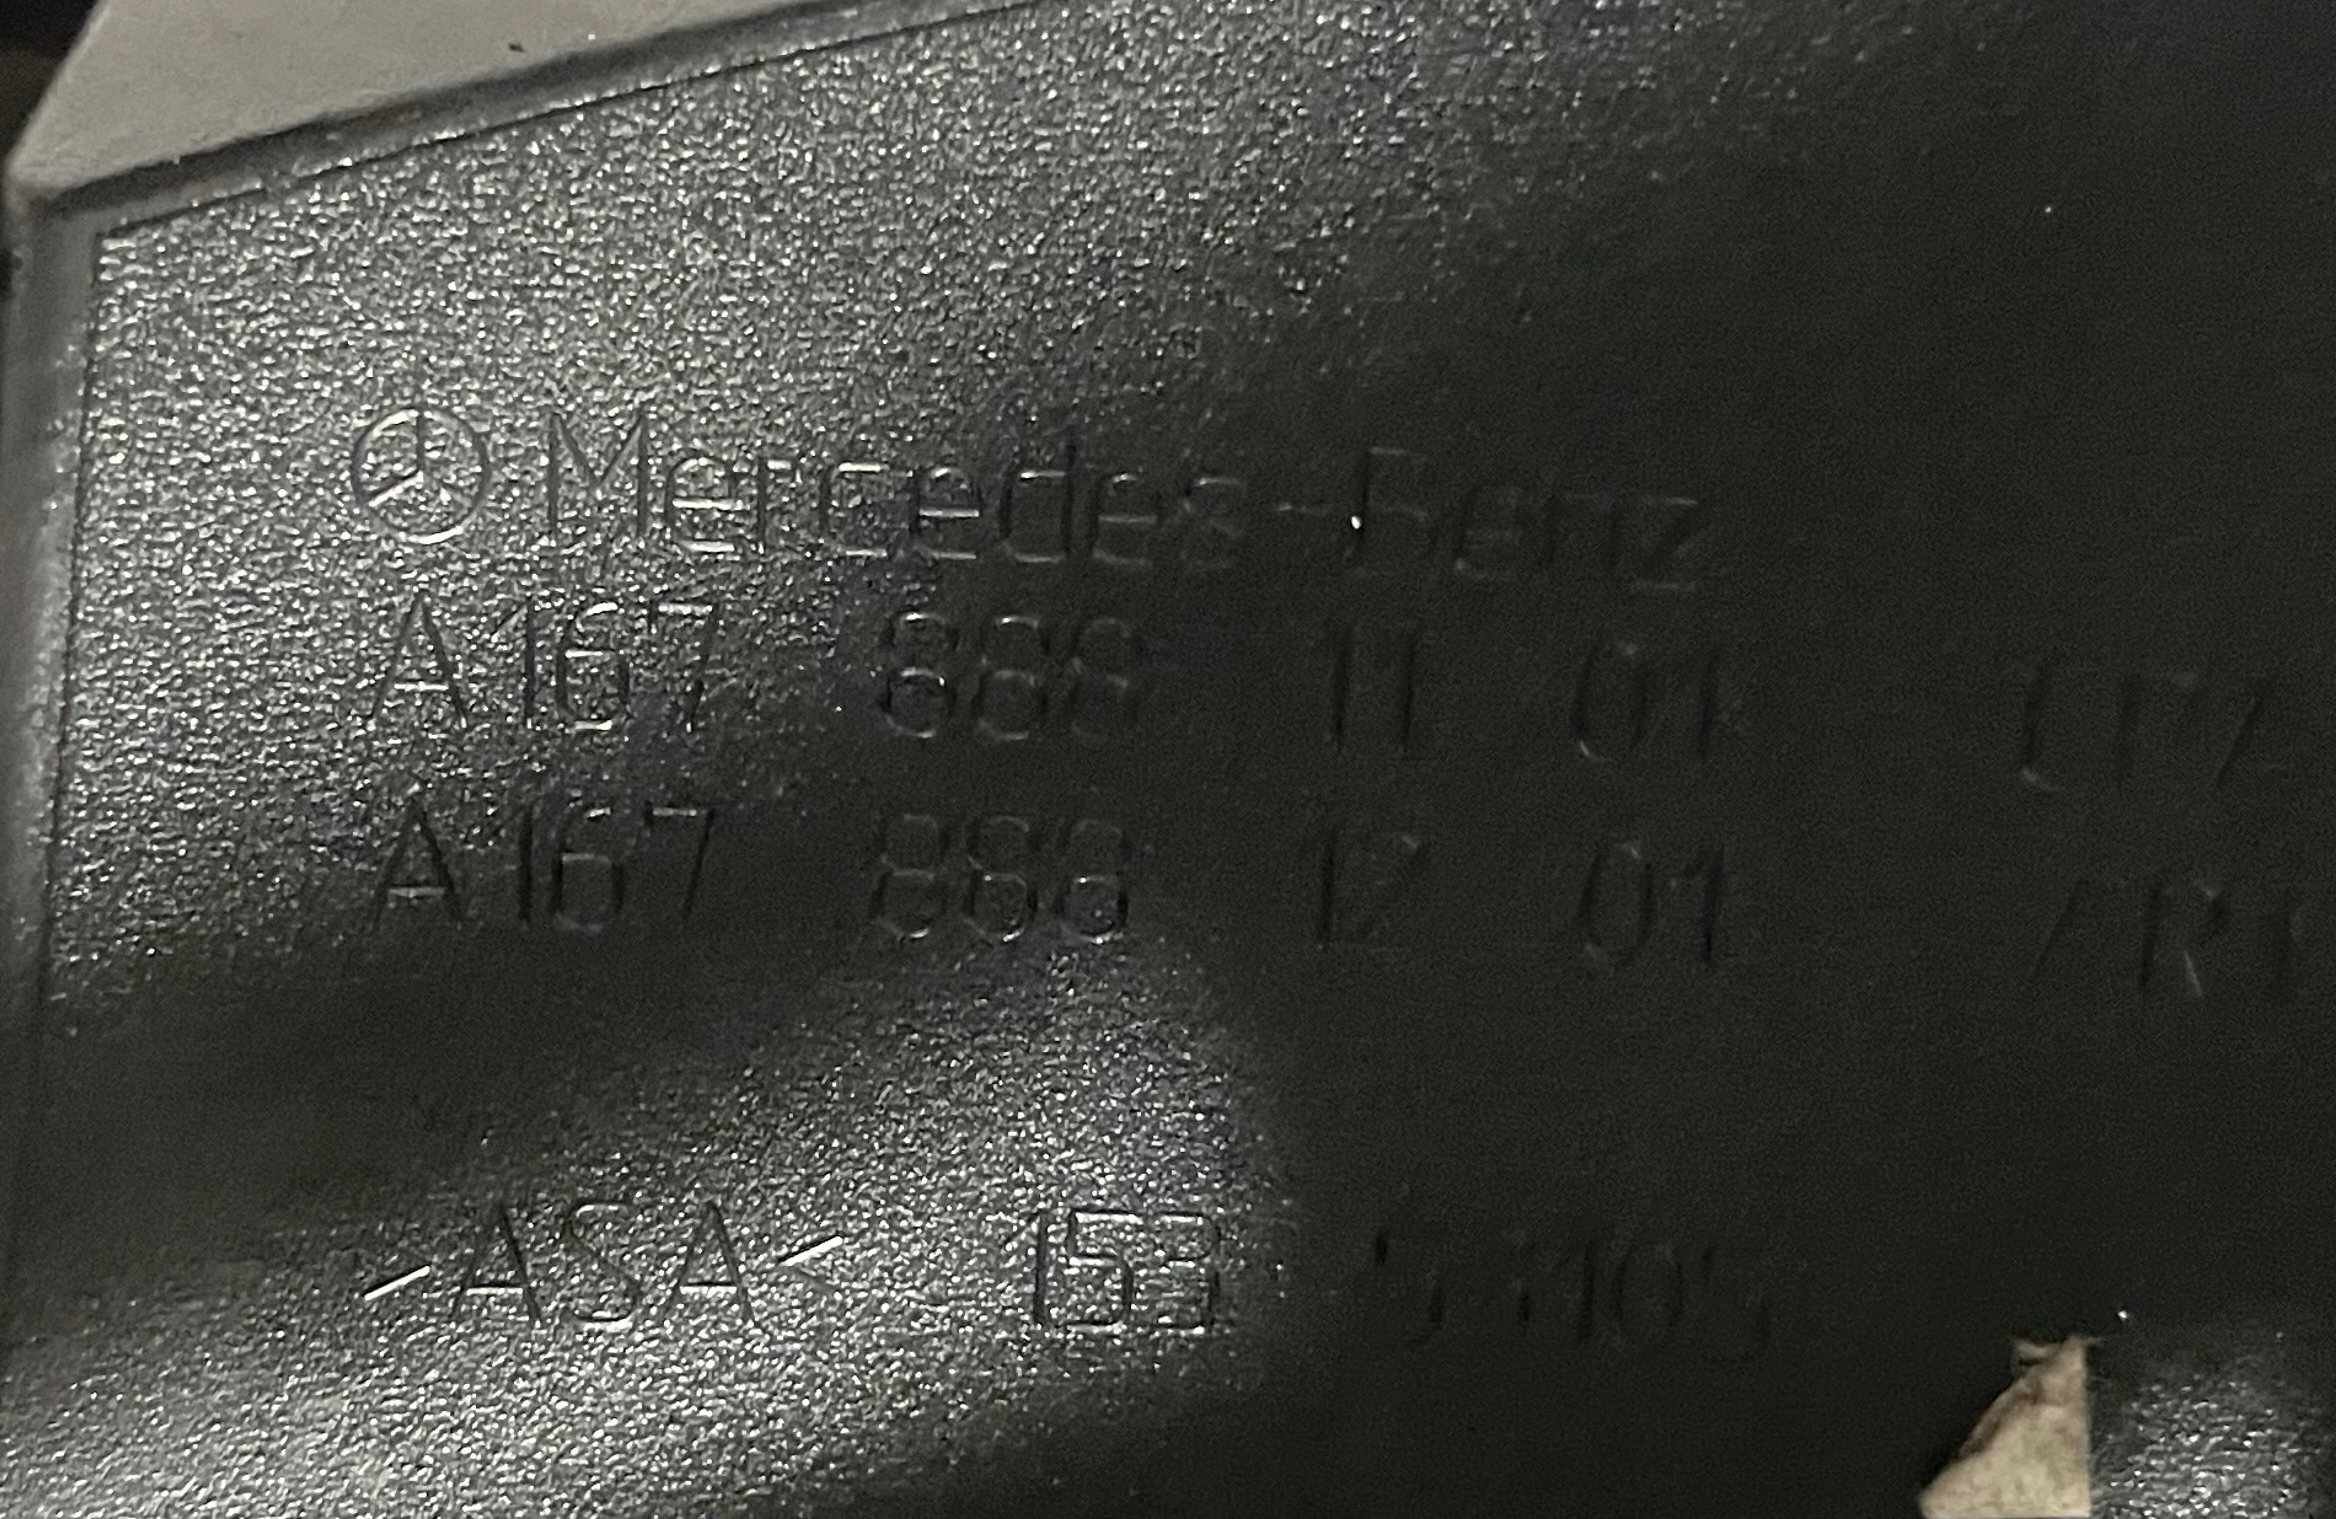 Mercedes-Benz
A167 888 11 01
A167 888 12 01
>ASA< 153